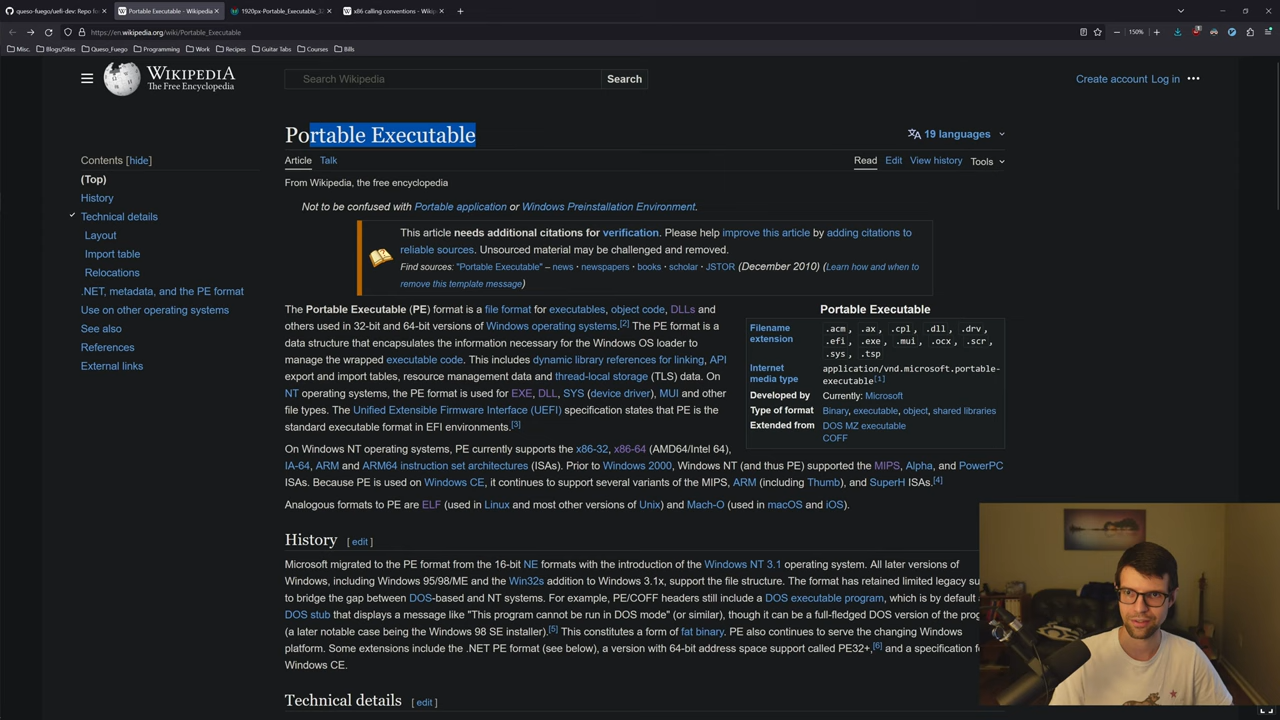 queso-fuego/uefi-dev: Repo fo
Portable Executable - Wikipedia
1920px-Portable_Executable_32
x86 calling conventions - Wiki
https://en.wikipedia.org/wiki/Portable_Executable
150%
Misc.
Blogs/Sites
Queso_Fuego
Programming
Work
Recipes
Guitar Tabs
Courses
Bills
WIKIPEDIA
The Free Encyclopedia
Search Wikipedia
Search
Create account Log in
Portable Executable
19 languages
Contents [hide]
(Top)
History
Technical details
Layout
Import table
Relocations
.NET, metadata, and the PE format
Use on other operating systems
See also
References
External links
Article Talk
Read Edit View history Tools
From Wikipedia, the free encyclopedia
Not to be confused with Portable application or Windows Preinstallation Environment.
This article needs additional citations for verification. Please help improve this article by adding citations to
reliable sources. Unsourced material may be challenged and removed.
Find sources: "Portable Executable" – news · newspapers · books · scholar · JSTOR (December 2010) (Learn how and when to
remove this template message)
The Portable Executable (PE) format is a file format for executables, object code, DLLs and
others used in 32-bit and 64-bit versions of Windows operating systems.[2] The PE format is a
data structure that encapsulates the information necessary for the Windows OS loader to
manage the wrapped executable code. This includes dynamic library references for linking, API
export and import tables, resource management data and thread-local storage (TLS) data. On
NT operating systems, the PE format is used for EXE, DLL, SYS (device driver), MUI and other
file types. The Unified Extensible Firmware Interface (UEFI) specification states that PE is the
standard executable format in EFI environments.[3]
Portable Executable
Filename extension
.acm, .ax, .cpl, .dll, .drv,
.efi, .exe, .mui, .ocx, .scr,
.sys, .tsp
Internet media type
application/vnd.microsoft.portable-
executable[1]
Developed by Currently: Microsoft
Type of format Binary, executable, object, shared libraries
Extended from DOS MZ executable
COFF
On Windows NT operating systems, PE currently supports the x86-32, x86-64 (AMD64/Intel 64),
IA-64, ARM and ARM64 instruction set architectures (ISAs). Prior to Windows 2000, Windows NT (and thus PE) supported the MIPS, Alpha, and PowerPC
ISAs. Because PE is used on Windows CE, it continues to support several variants of the MIPS, ARM (including Thumb), and SuperH ISAs.[4]
Analogous formats to PE are ELF (used in Linux and most other versions of Unix) and Mach-O (used in macOS and iOS).
History [ edit ]
Microsoft migrated to the PE format from the 16-bit NE formats with the introduction of the Windows NT 3.1 operating system. All later versions of
Windows, including Windows 95/98/ME and the Win32s addition to Windows 3.1x, support the file structure. The format has retained limited legacy su
to bridge the gap between DOS-based and NT systems. For example, PE/COFF headers still include a DOS executable program, which is by default a
DOS stub that displays a message like "This program cannot be run in DOS mode" (or similar), though it can be a full-fledged DOS version of the prog
(a later notable case being the Windows 98 SE installer).[5] This constitutes a form of fat binary. PE also continues to serve the changing Windows
platform. Some extensions include the .NET PE format (see below), a version with 64-bit address space support called PE32+,[6] and a specification f
Windows CE.
Technical details [ edit ]